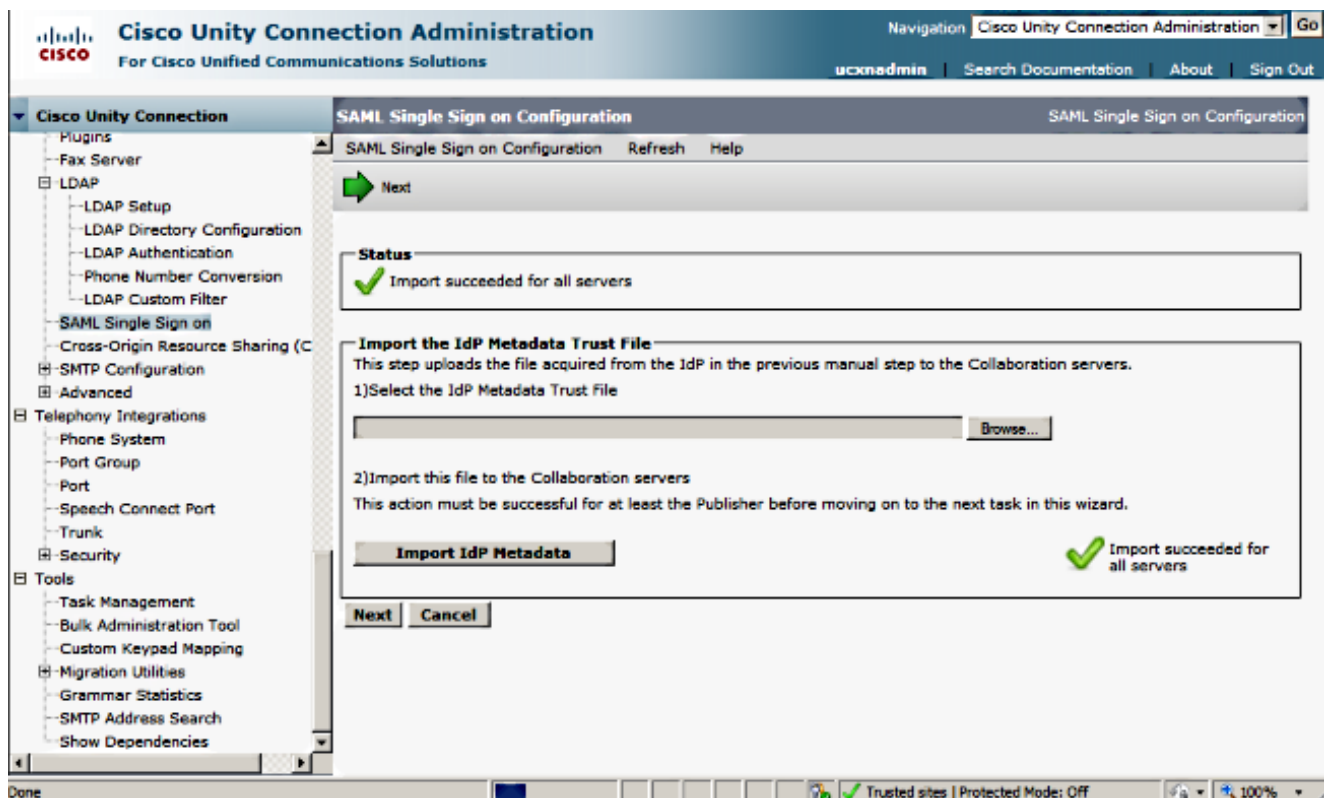 Cisco Unity Connection Administration
For Cisco Unified Communications Solutions
CISCO
Navigation Cisco Unity Connection Administration Go
ucxnadmin | Search Documentation | About | Sign Out
Cisco Unity Connection
Plugins
Fax Server
LDAP
LDAP Setup
LDAP Directory Configuration
LDAP Authentication
Phone Number Conversion
LDAP Custom Filter
SAML Single Sign on
Cross-Origin Resource Sharing (C
SMTP Configuration
Advanced
Telephony Integrations
Phone System
Port Group
Port
Speech Connect Port
Trunk
Security
Tools
Task Management
Bulk Administration Tool
Custom Keypad Mapping
Migration Utilities
Grammar Statistics
SMTP Address Search
Show Dependencies
SAML Single Sign on Configuration
SAML Single Sign on Configuration
SAML Single Sign on Configuration Refresh Help
Next
Status
Import succeeded for all servers
Import the IdP Metadata Trust File
This step uploads the file acquired from the IdP in the previous manual step to the Collaboration servers.
1)Select the IdP Metadata Trust File
Browse...
2)Import this file to the Collaboration servers
This action must be successful for at least the Publisher before moving on to the next task in this wizard.
Import IdP Metadata
Import succeeded for
all servers
Next Cancel
Done
Trusted sites | Protected Mode: Off
100%